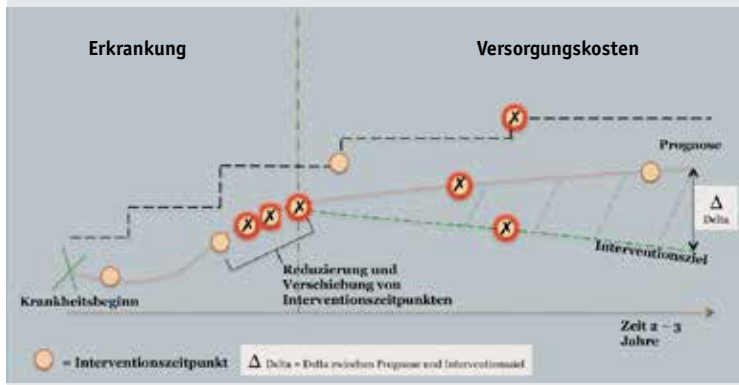 Erkrankung
Versorgungskosten
Prognose
Δ
Delta
Interventionsziel
Reduzierung und
Verschiebung von
Interventionszeitpunkten
Krankheitsbeginn
Zeit 2 – 3
Jahre
= Interventionszeitpunkt
Δ Delta = Delta zwischen Prognose und Interventionsziel